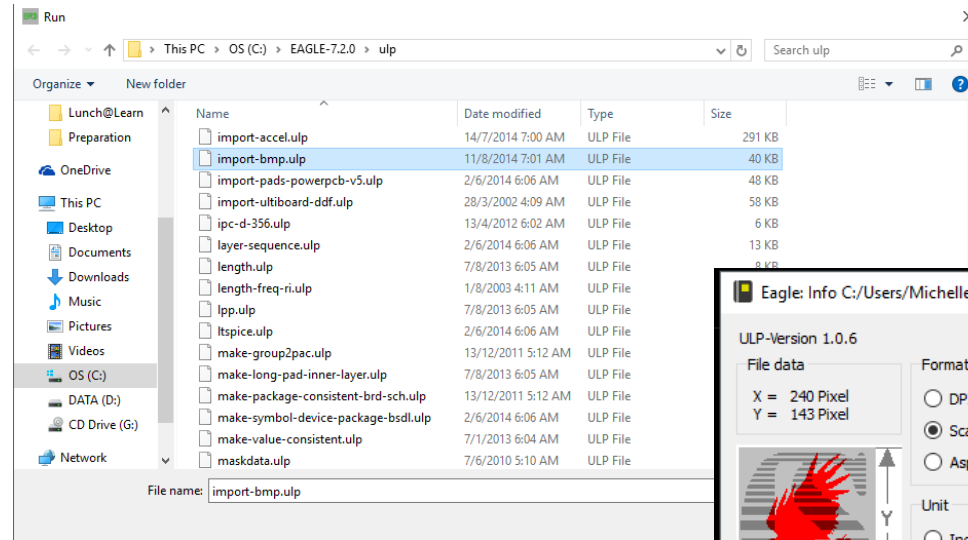 BRD Run
This PC > OS (C:) > EAGLE-7.2.0 > ulp
Search ulp
Organize
New folder
Lunch@Learn
Preparation
OneDrive
This PC
Desktop
Documents
Downloads
Music
Pictures
Videos
OS (C:)
DATA (D:)
CD Drive (G:)
Network
Name Date modified Type Size
import-accel.ulp 14/7/2014 7:00 AM ULP File 291 KB
import-bmp.ulp 11/8/2014 7:01 AM ULP File 40 KB
import-pads-powerpcb-v5.ulp 2/6/2014 6:06 AM ULP File 48 KB
import-ultiboard-ddf.ulp 28/3/2002 4:09 AM ULP File 58 KB
ipc-d-356.ulp 13/4/2012 6:02 AM ULP File 6 KB
layer-sequence.ulp 2/6/2014 6:06 AM ULP File 13 KB
length.ulp 7/8/2013 6:05 AM ULP File 8 KB
length-freq-ri.ulp 1/8/2003 4:11 AM ULP File
lpp.ulp 7/8/2013 6:05 AM ULP File
ltspice.ulp 2/6/2014 6:06 AM ULP File
make-group2pac.ulp 13/12/2011 5:12 AM ULP File
make-long-pad-inner-layer.ulp 7/8/2013 6:05 AM ULP File
make-package-consistent-brd-sch.ulp 13/12/2011 5:12 AM ULP File
make-symbol-device-package-bsdl.ulp 2/6/2014 6:06 AM ULP File
make-value-consistent.ulp 7/1/2013 6:04 AM ULP File
maskdata.ulp 7/6/2010 5:10 AM ULP File
File name: import-bmp.ulp
Eagle: Info C:/Users/Michelle
ULP-Version 1.0.6
File data
X = 240 Pixel
Y = 143 Pixel
Y
Format
DP
Sca
Asp
Unit